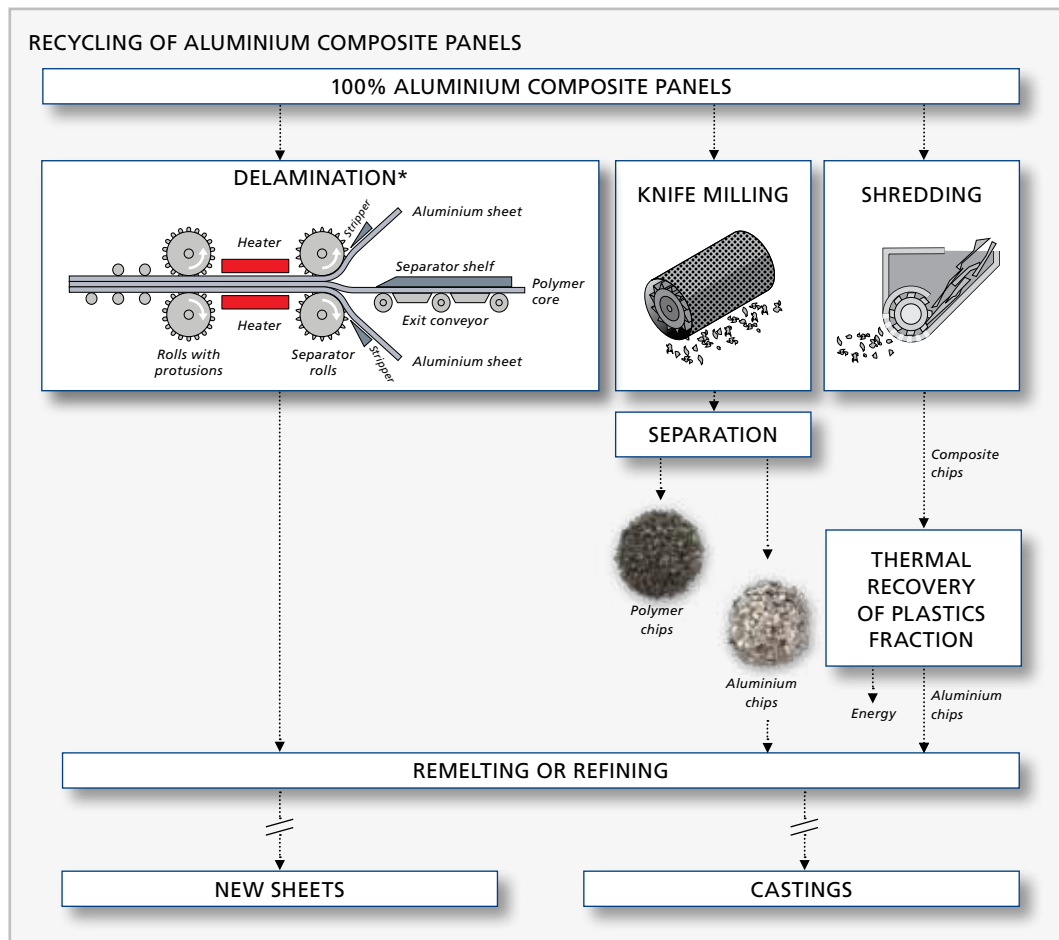 RECYCLING OF ALUMINIUM COMPOSITE PANELS
100% ALUMINIUM COMPOSITE PANELS
DELAMINATION*
Stripper
Aluminium sheet
Heater
Separator shelf
Polymer
core
Exit conveyor
Heater
Rolls with
protusions
Separator
rolls
Stripper
Aluminium sheet
KNIFE MILLING
SHREDDING
SEPARATION
Composite
chips
Polymer
chips
Aluminium
chips
THERMAL
RECOVERY
OF PLASTICS
FRACTION
Energy
Aluminium
chips
REMELTING OR REFINING
NEW SHEETS
CASTINGS